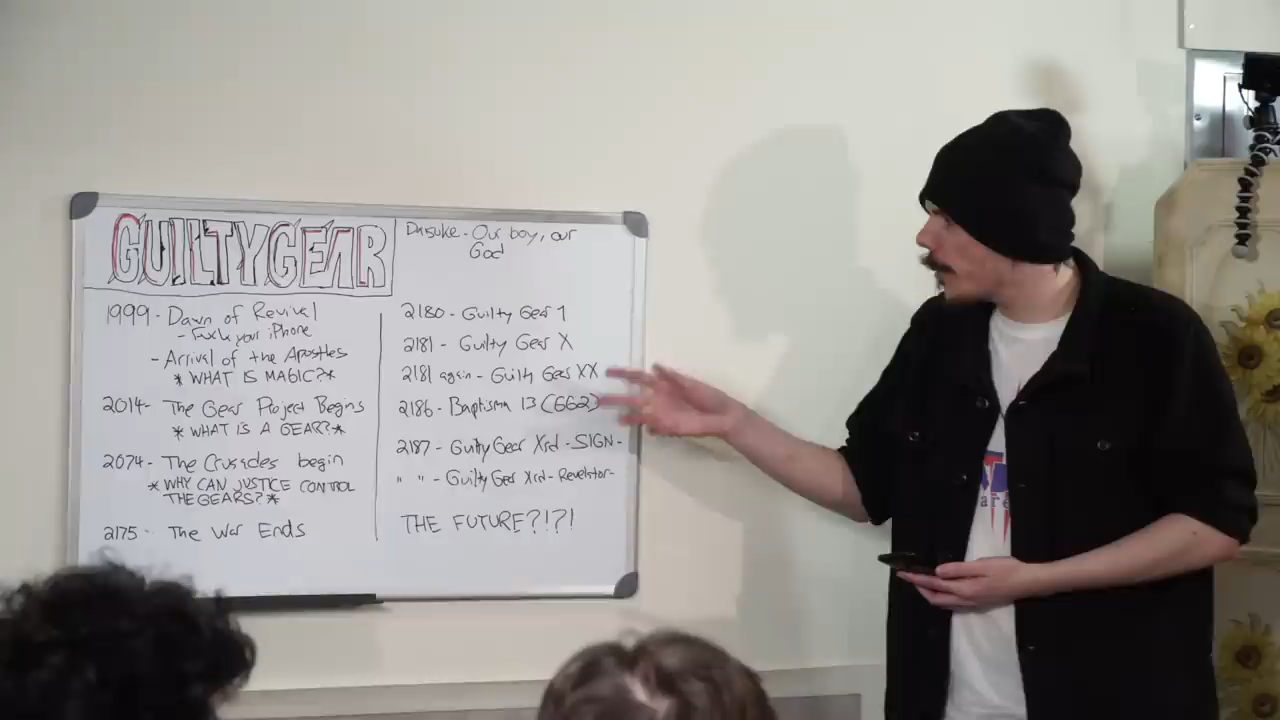 GUILTY GEAR
1999 - Dawn of Revival
- Fuck your iPhone
- Arrival of the Apostles
* WHAT IS MAGIC? *
2014 - The Gear Project Begins
* WHAT IS A GEAR? *
2074 - The Crusades begin
* WHY CAN JUSTICE CONTROL
THE GEARS? *
2175 - The War Ends
Daisuke - Our boy, our
God
2180 - Guilty Gear 1
2181 - Guilty Gear X
2181 again - Guilty Gear XX
2186 - Baptisma 13 (GG2)
2187 - Guilty Gear Xrd - SIGN -
" " - Guilty Gear Xrd - Revelator -
THE FUTURE?!?!